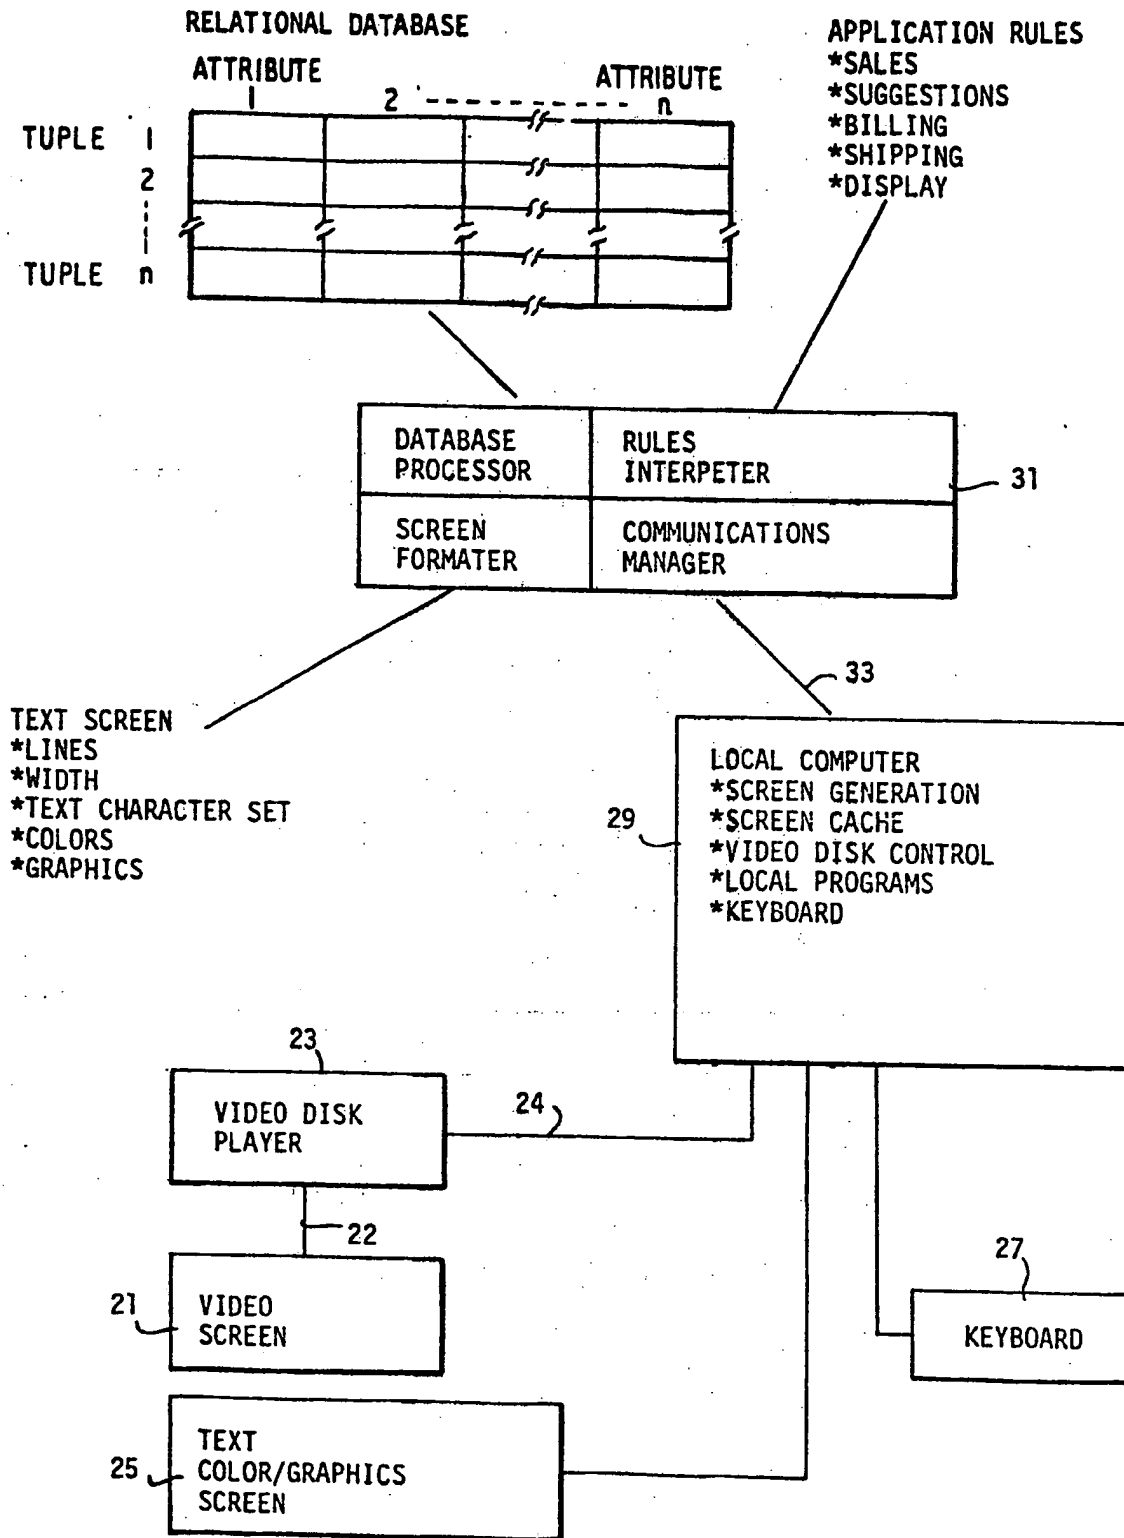 RELATIONAL DATABASE
ATTRIBUTE
1
2
ATTRIBUTE
n
TUPLE 1
2
TUPLE n
APPLICATION RULES
*SALES
*SUGGESTIONS
*BILLING
*SHIPPING
*DISPLAY
DATABASE
PROCESSOR
RULES
INTERPETER
31
SCREEN
FORMATER
COMMUNICATIONS
MANAGER
33
TEXT SCREEN
*LINES
*WIDTH
*TEXT CHARACTER SET
*COLORS
*GRAPHICS
29
LOCAL COMPUTER
*SCREEN GENERATION
*SCREEN CACHE
*VIDEO DISK CONTROL
*LOCAL PROGRAMS
*KEYBOARD
23
VIDEO DISK
PLAYER
24
22
21
VIDEO
SCREEN
27
KEYBOARD
25
TEXT
COLOR/GRAPHICS
SCREEN